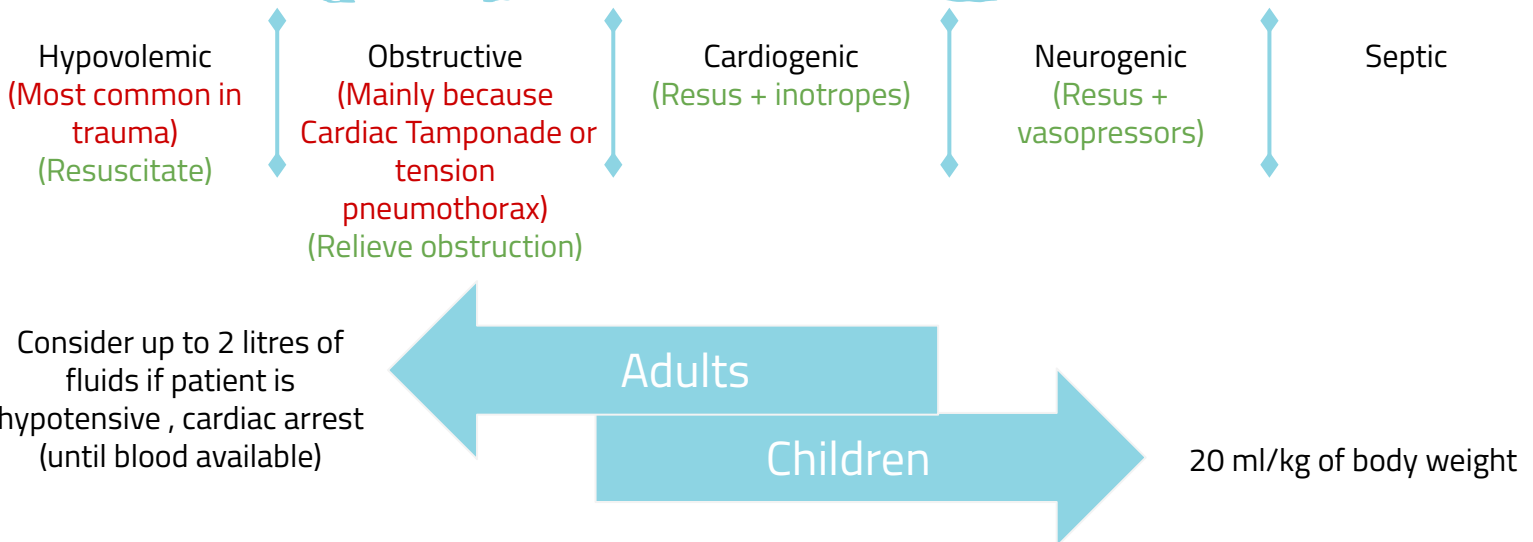 Hypovolemic
(Most common in
trauma)
(Resuscitate)
Obstructive
(Mainly because
Cardiac Tamponade or
tension
pneumothorax)
(Relieve obstruction)
Cardiogenic
(Resus + inotropes)
Neurogenic
(Resus +
vasopressors)
Septic
Consider up to 2 litres of
fluids if patient is
hypotensive , cardiac arrest
(until blood available)
Adults
Children
20 ml/kg of body weight